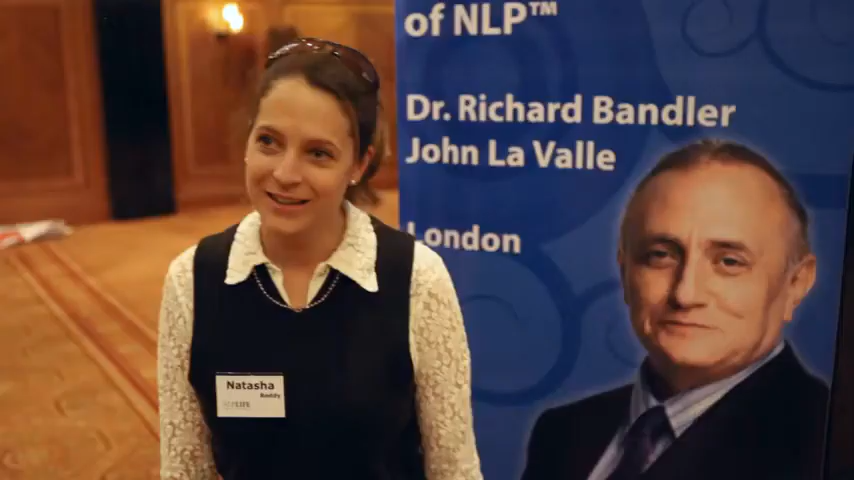 of NLP™
Dr. Richard Bandler
John La Valle
London
Natasha